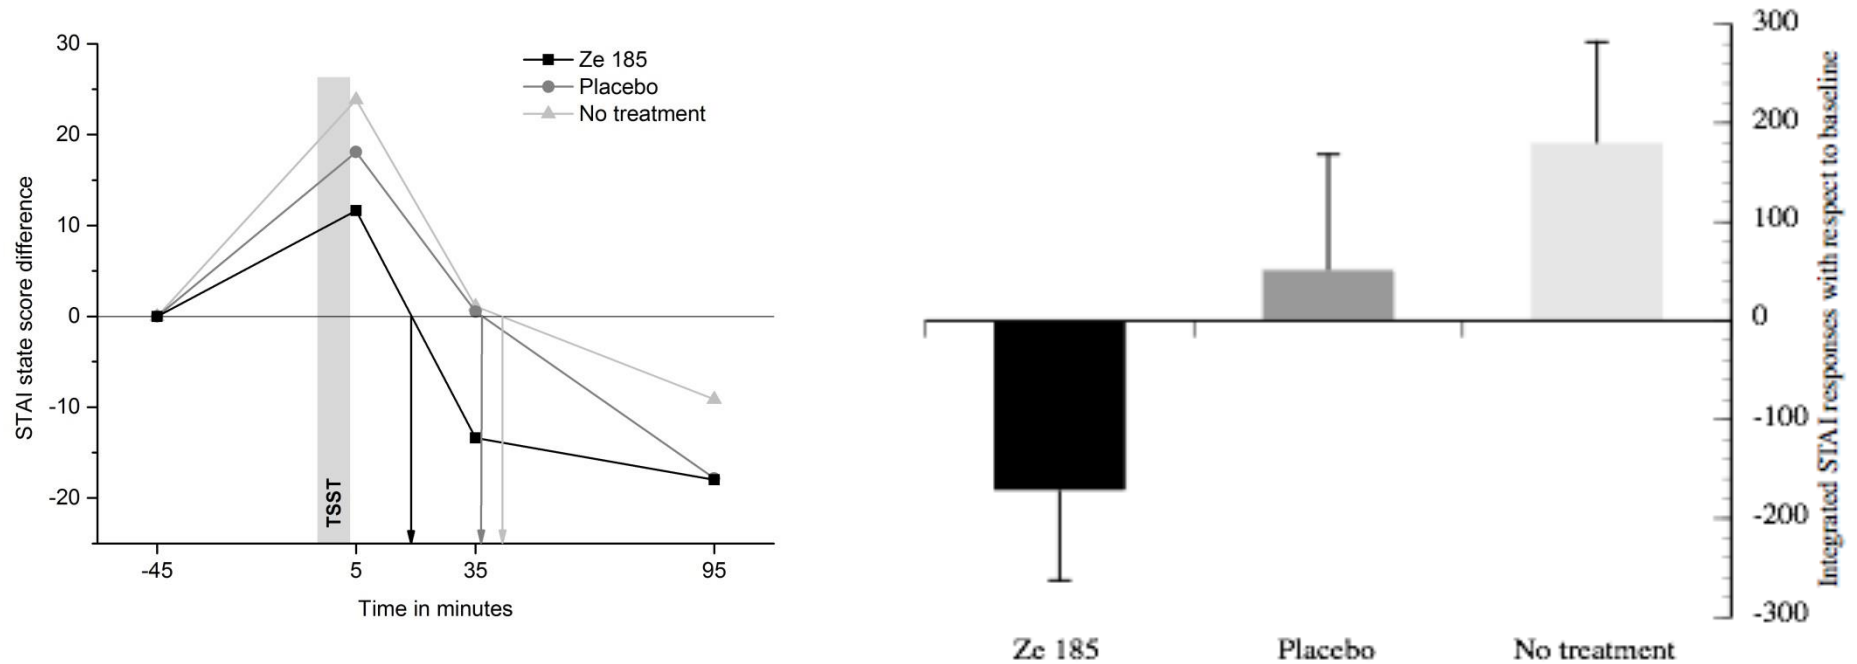 30
20
10
0
-10
-20
STAI state score difference
Ze 185
Placebo
No treatment
TSST
-45 5 35 95
Time in minutes
300
200
100
0
-100
-200
-300
Integrated STAI responses with respect to baseline
Ze 185 Placebo No treatment